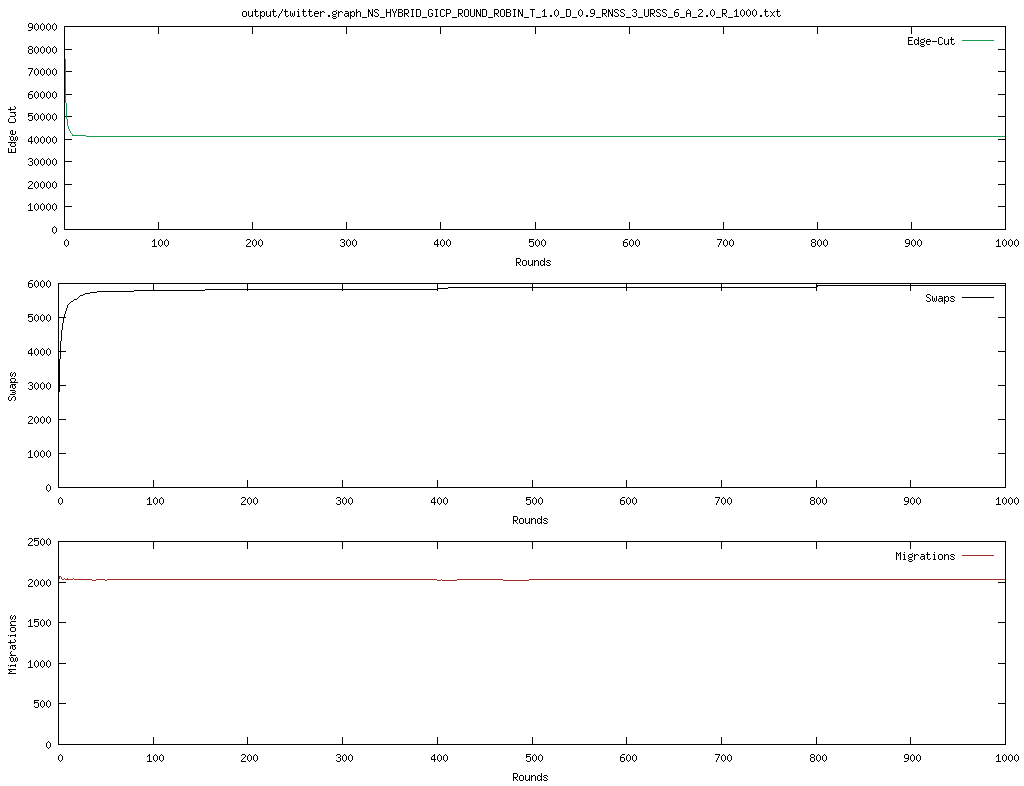 output/twitter.graph_NS_HYBRID_GICP_ROUND_ROBIN_T_1.0_D_0.9_RNSS_3_URSS_6_A_2.0_R_1000.txt
90000
80000
70000
60000
50000
40000
30000
20000
10000
0
Edge Cut
Edge-Cut
0 100 200 300 400 500 600 700 800 900 1000
Rounds
6000
5000
4000
3000
2000
1000
0
Swaps
Swaps
0 100 200 300 400 500 600 700 800 900 1000
Rounds
2500
2000
1500
1000
500
0
Migrations
Migrations
0 100 200 300 400 500 600 700 800 900 1000
Rounds